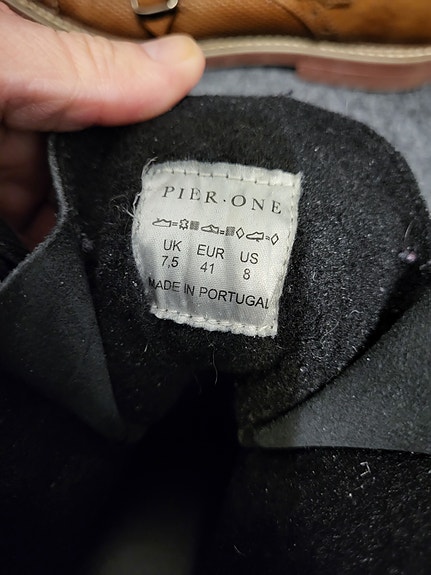 PIER·ONE
UK EUR US
7,5 41 8
MADE IN PORTUGAL